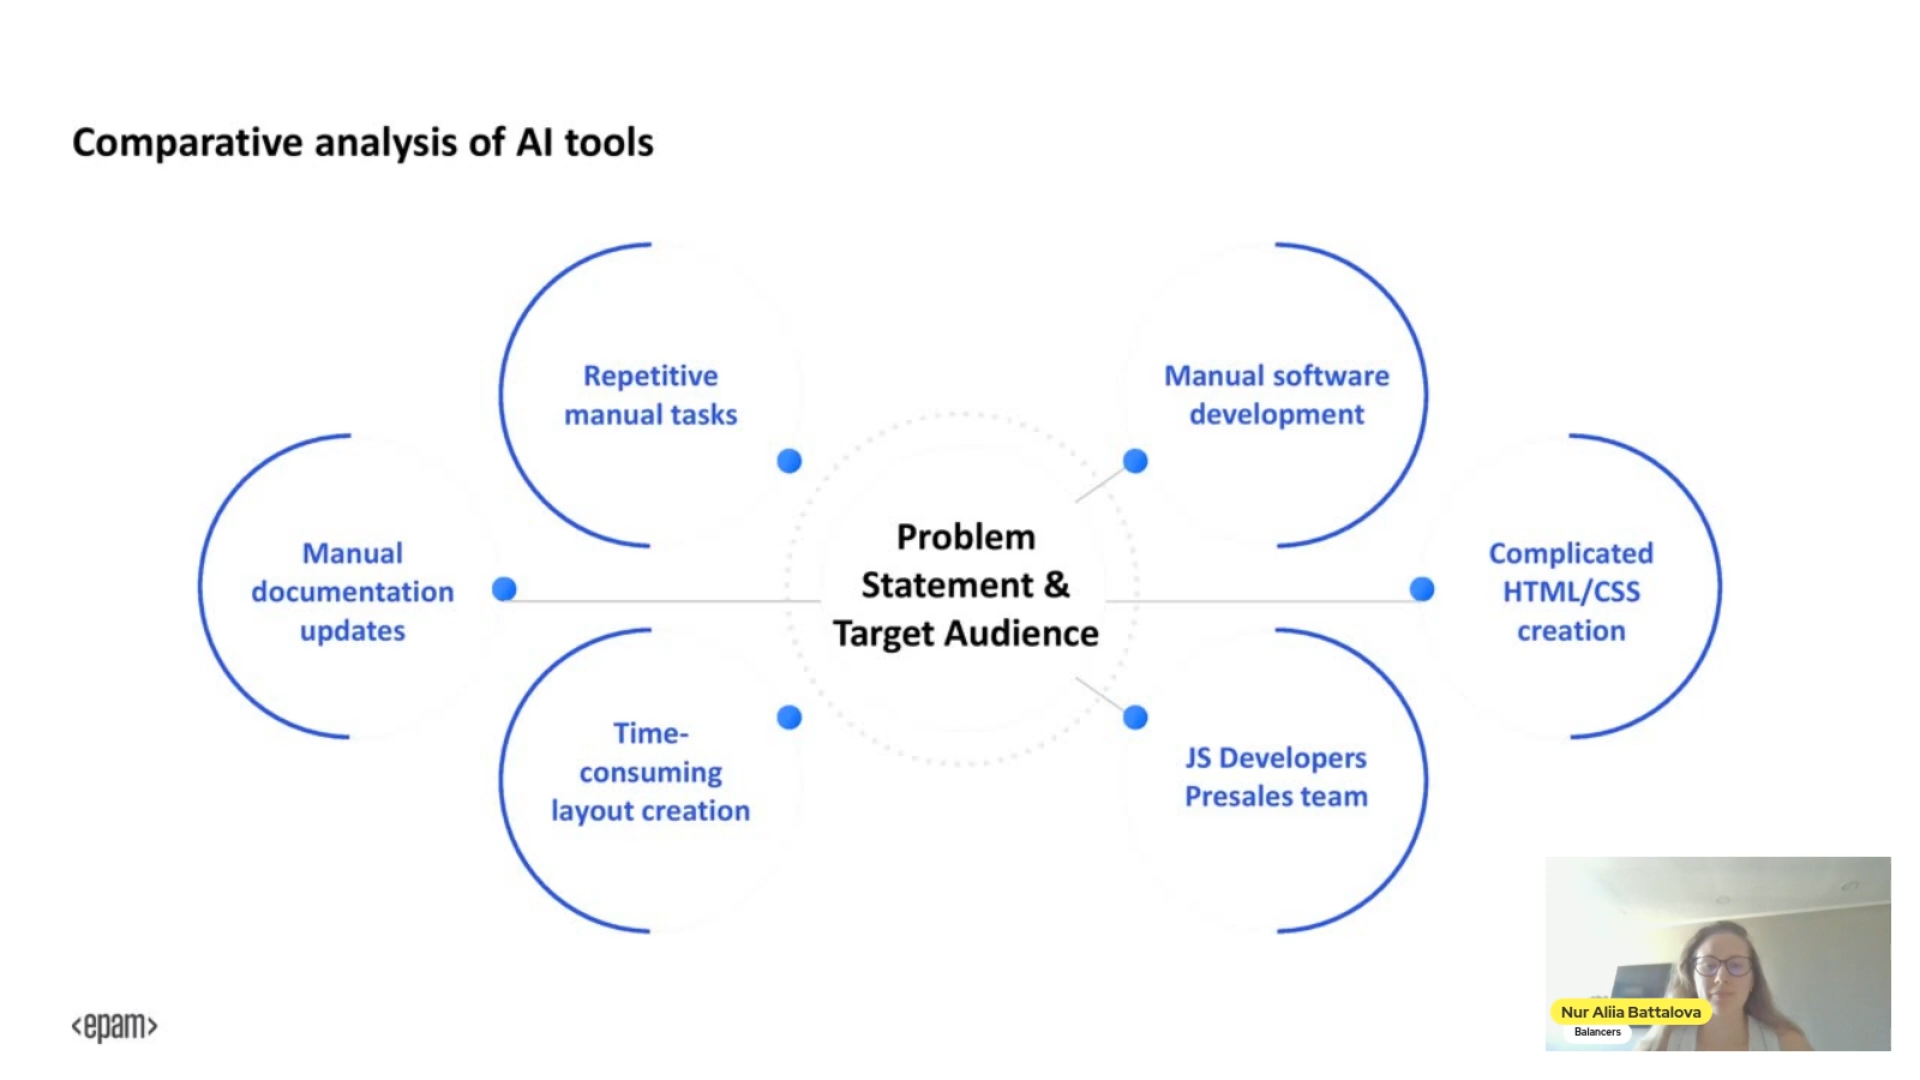 Comparative analysis of AI tools
Repetitive
manual tasks
Manual software
development
Manual
documentation
updates
Problem
Statement &
Target Audience
Complicated
HTML/CSS
creation
Time-
consuming
layout creation
JS Developers
Presales team
<epam>
Nur Aliia Battalova
Balancers